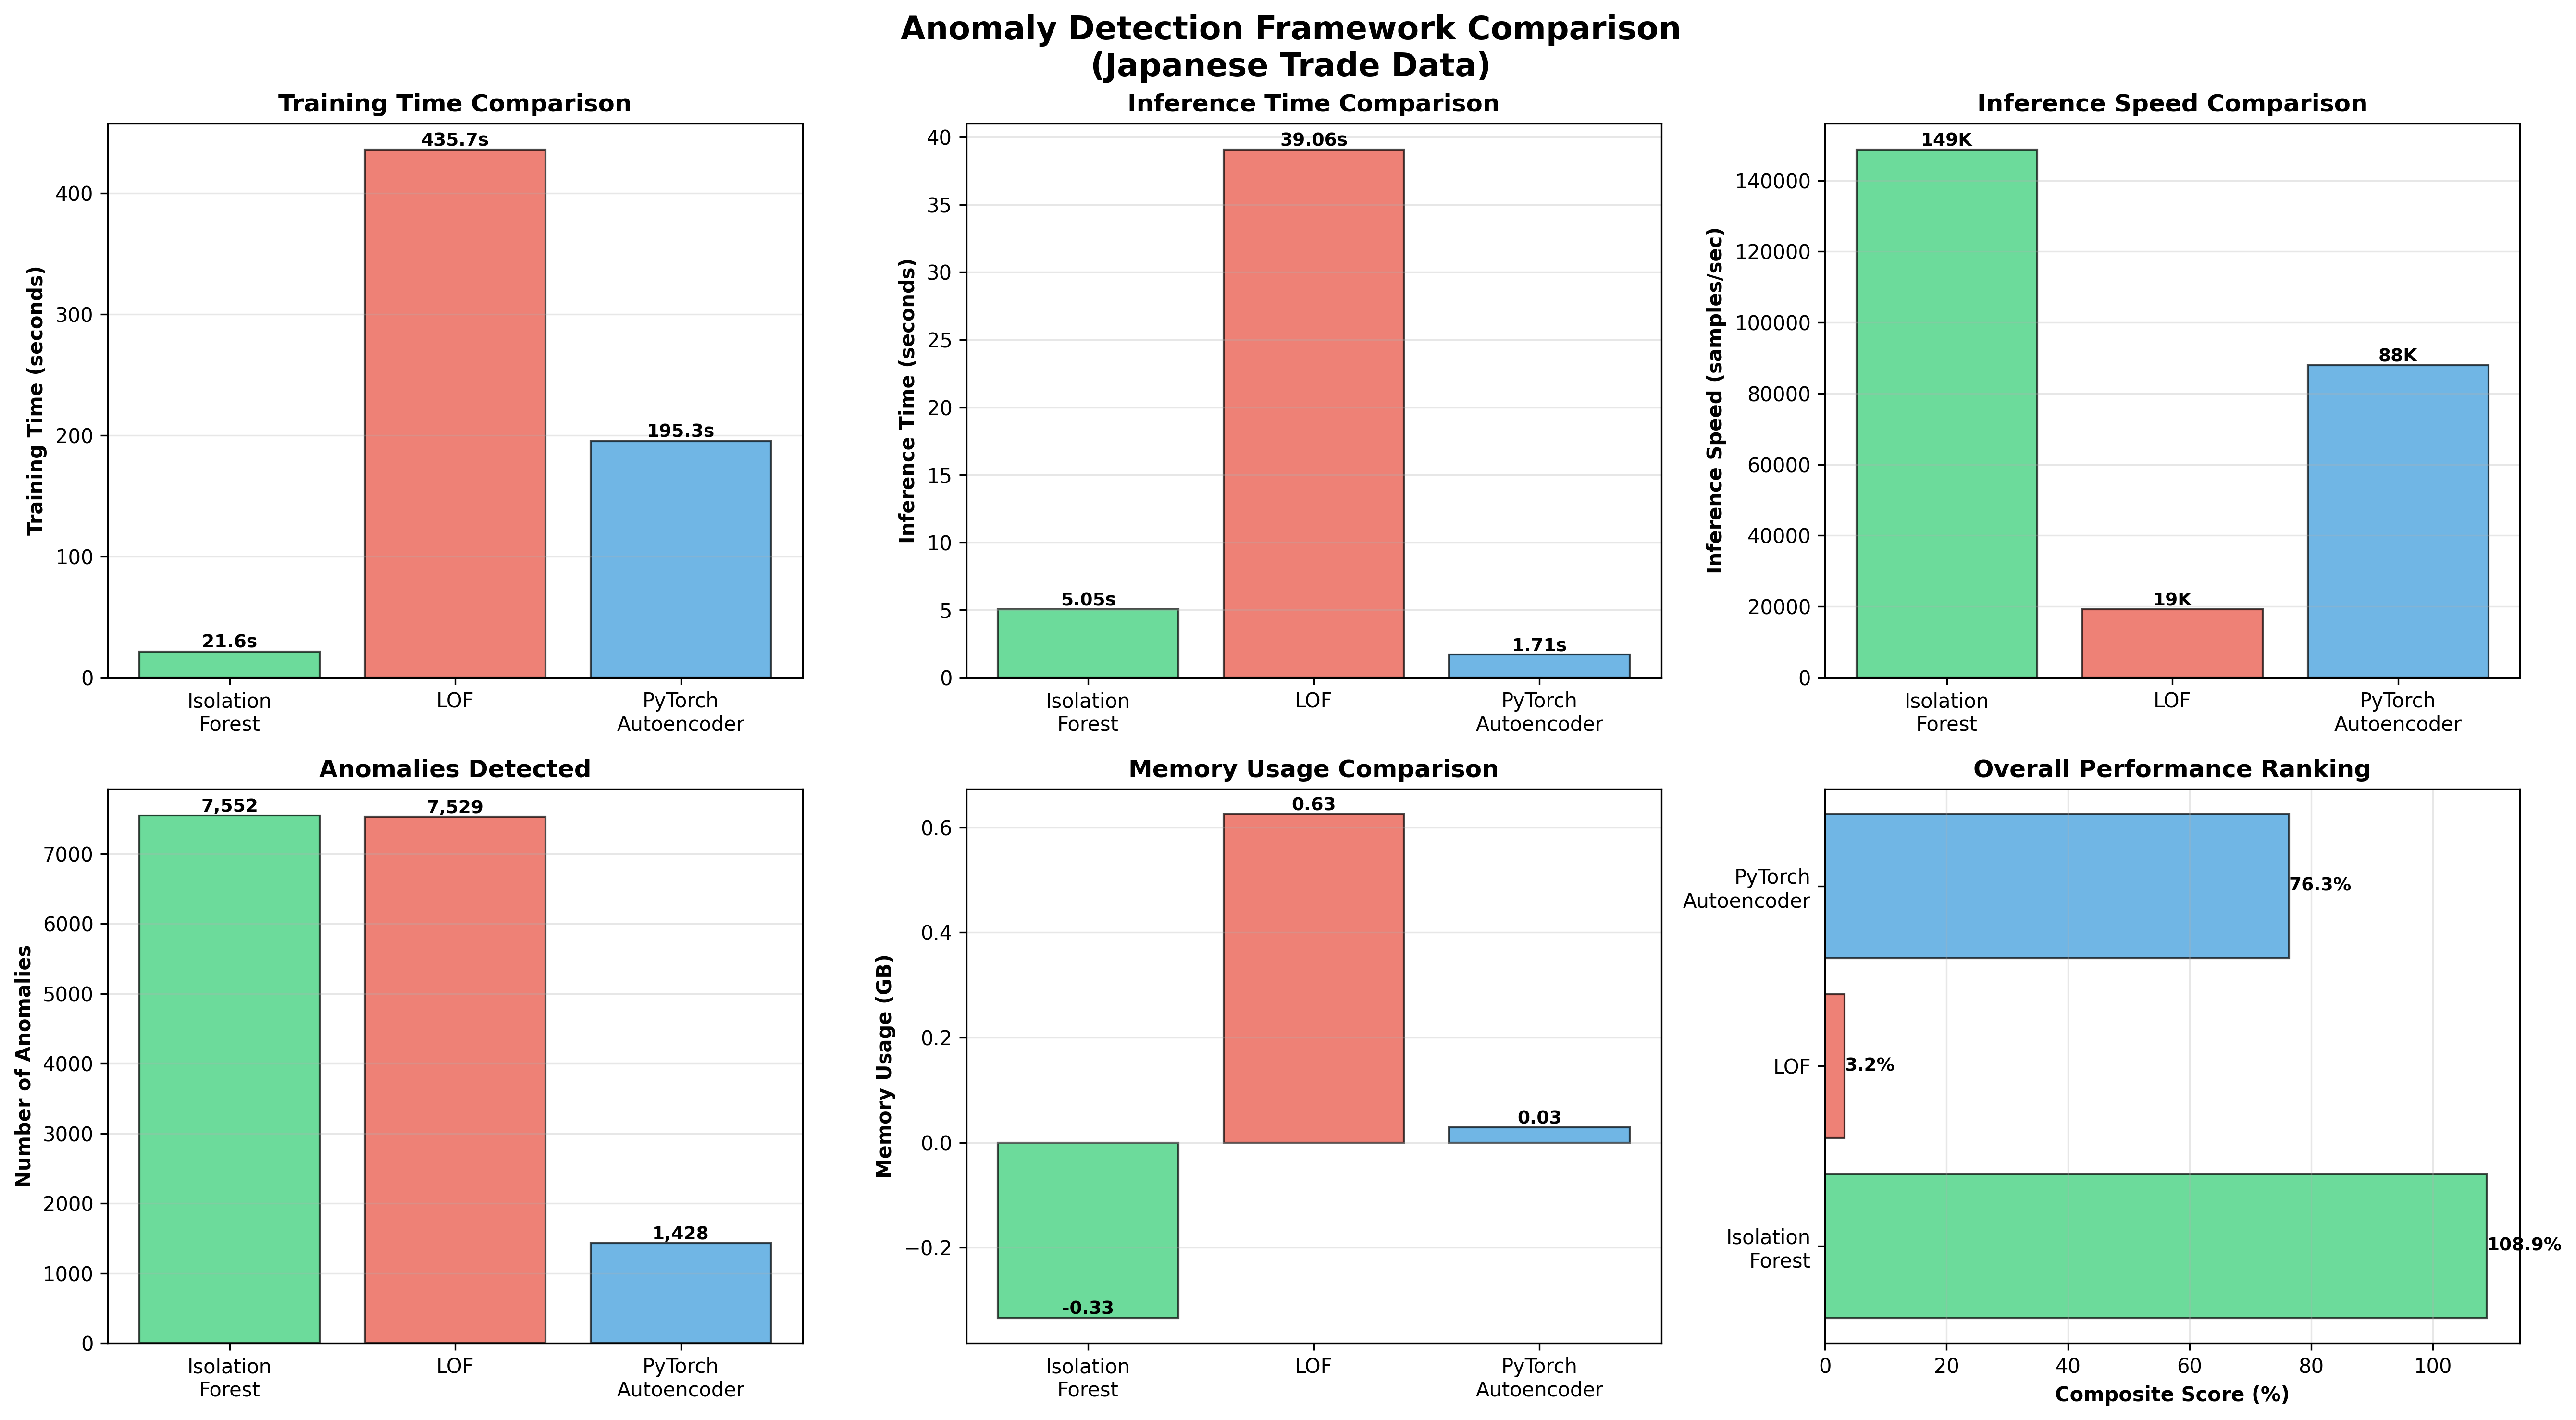 Anomaly Detection Framework Comparison
(Japanese Trade Data)
Training Time Comparison
Training Time (seconds)
400
300
200
100
0
435.7s
195.3s
21.6s
Isolation
Forest
LOF
PyTorch
Autoencoder
Inference Time Comparison
Inference Time (seconds)
40
35
30
25
20
15
10
5
0
39.06s
5.05s
1.71s
Isolation
Forest
LOF
PyTorch
Autoencoder
Inference Speed Comparison
Inference Speed (samples/sec)
140000
120000
100000
80000
60000
40000
20000
0
149K
88K
19K
Isolation
Forest
LOF
PyTorch
Autoencoder
Anomalies Detected
Number of Anomalies
7000
6000
5000
4000
3000
2000
1000
0
7,552
7,529
1,428
Isolation
Forest
LOF
PyTorch
Autoencoder
Memory Usage Comparison
Memory Usage (GB)
0.6
0.4
0.2
0.0
−0.2
0.63
0.03
-0.33
Isolation
Forest
LOF
PyTorch
Autoencoder
Overall Performance Ranking
PyTorch
Autoencoder
76.3%
LOF
3.2%
Isolation
Forest
108.9%
0 20 40 60 80 100
Composite Score (%)